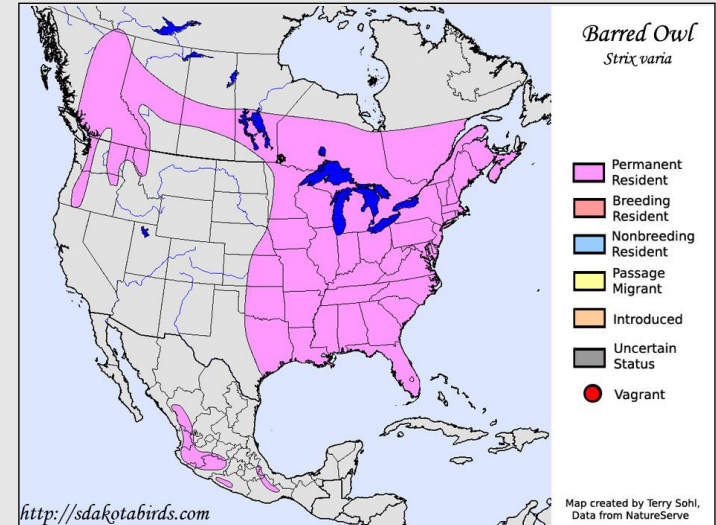 Barred Owl
Strix varia
Permanent
Resident
Breeding
Resident
Nonbreeding
Resident
Passage
Migrant
Introduced
Uncertain
Status
Vagrant
Map created by Terry Sohl,
Data from NatureServe
http://sdakotabirds.com